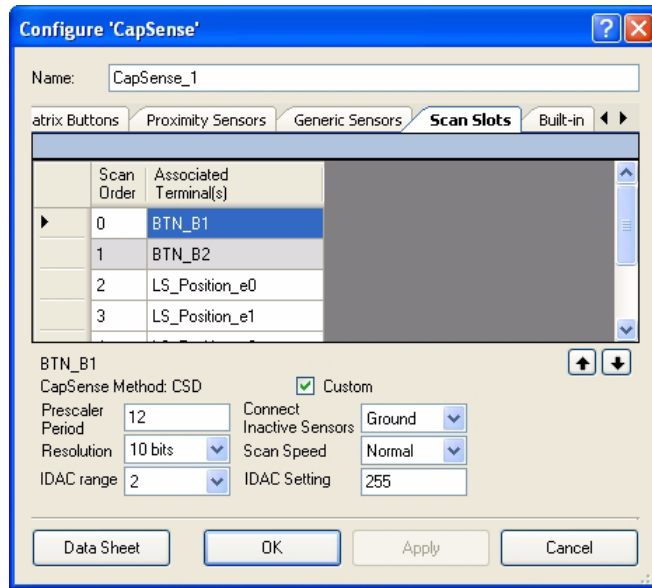 Configure 'CapSense'
Name: CapSense_1
atrix Buttons Proximity Sensors Generic Sensors Scan Slots Built-in
Scan Order Associated Terminal(s)
0 BTN_B1
1 BTN_B2
2 LS_Position_e0
3 LS_Position_e1
BTN_B1
CapSense Method: CSD Custom
Prescaler Period 12 Connect Inactive Sensors Ground
Resolution 10 bits Scan Speed Normal
IDAC range 2 IDAC Setting 255
Data Sheet OK Apply Cancel